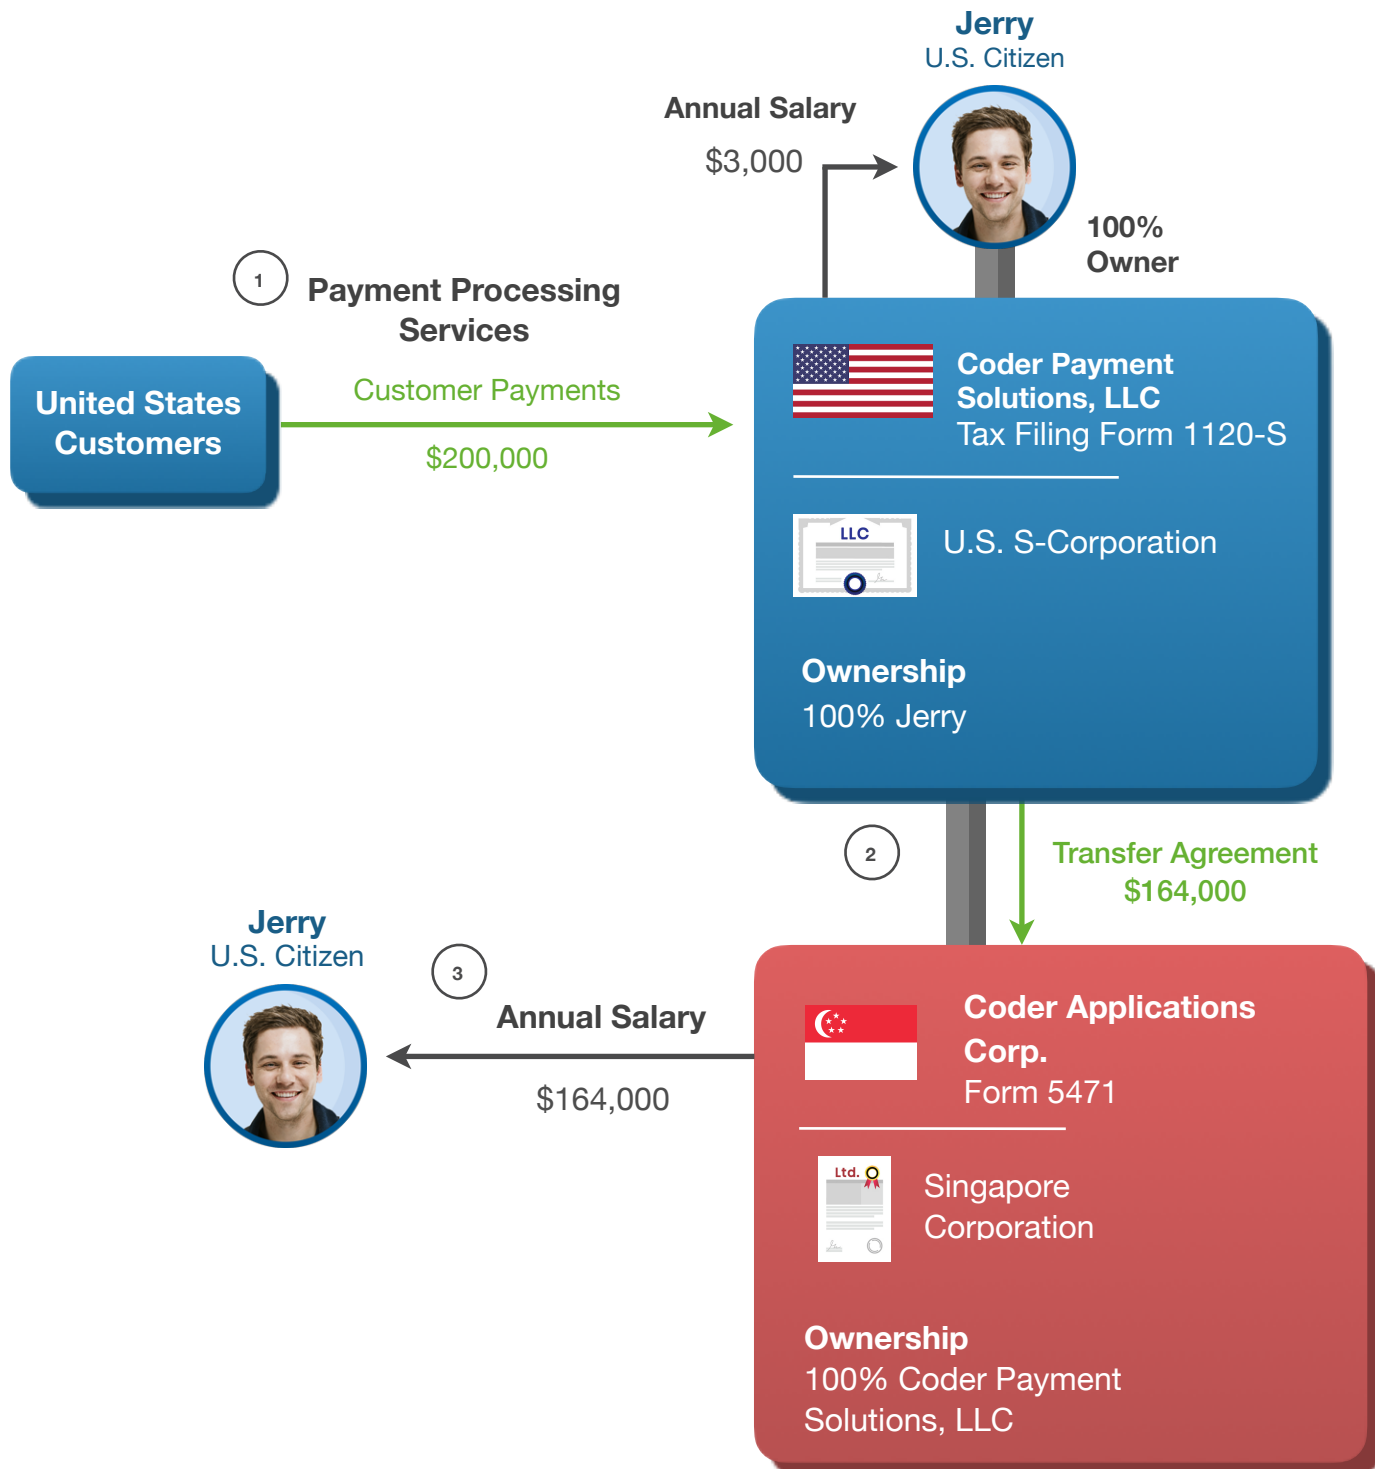 Jerry
U.S. Citizen
Annual Salary
$3,000
100%
Owner
1
Payment Processing
Services
Customer Payments
$200,000
United States
Customers
Coder Payment
Solutions, LLC
Tax Filing Form 1120-S
LLC
U.S. S-Corporation
Ownership
100% Jerry
2
Transfer Agreement
$164,000
Jerry
U.S. Citizen
3
Annual Salary
$164,000
Coder Applications
Corp.
Form 5471
Ltd.
Singapore
Corporation
Ownership
100% Coder Payment
Solutions, LLC